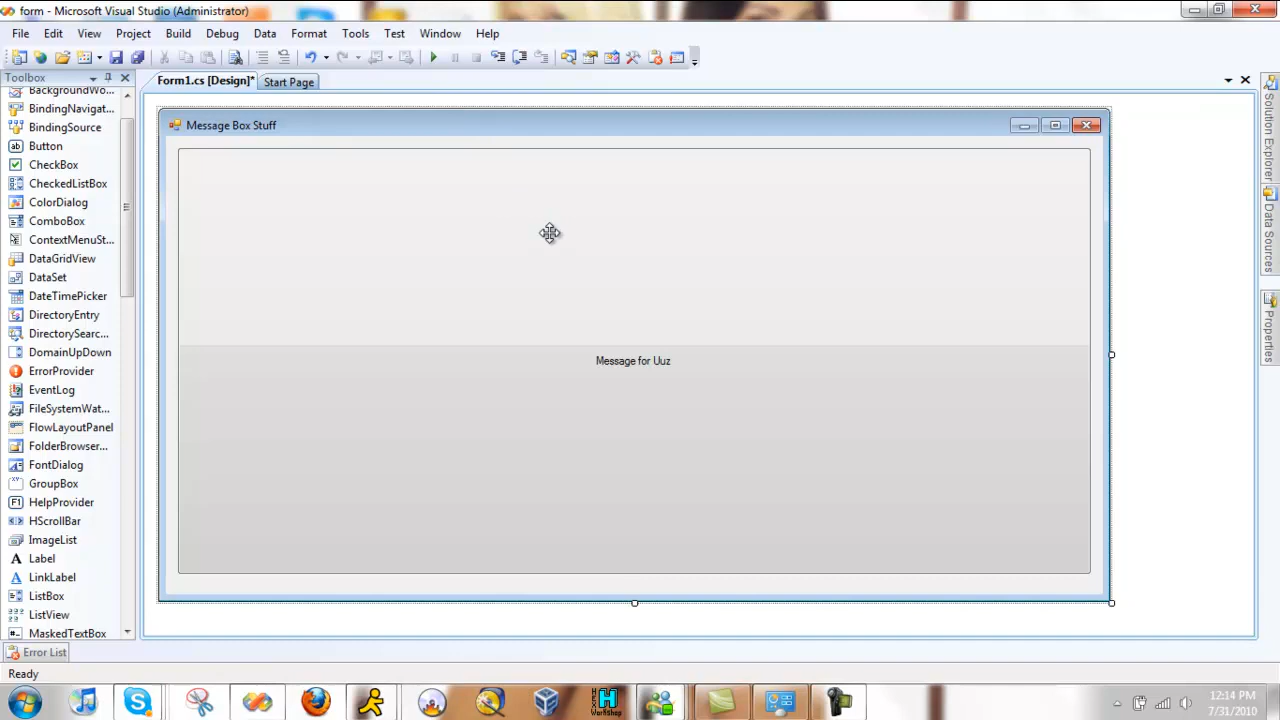 form - Microsoft Visual Studio (Administrator)
File Edit View Project Build Debug Data Format Tools Test Window Help
Toolbox
Form1.cs [Design]* Start Page
BackgroundWo...
BindingNavigat...
BindingSource
Button
CheckBox
CheckedListBox
ColorDialog
ComboBox
ContextMenuSt...
DataGridView
DataSet
DateTimePicker
DirectoryEntry
DirectorySearc...
DomainUpDown
ErrorProvider
EventLog
FileSystemWat...
FlowLayoutPanel
FolderBrowser...
FontDialog
GroupBox
HelpProvider
HScrollBar
ImageList
Label
LinkLabel
ListBox
ListView
MaskedTextBox
Message Box Stuff
Message for Uuz
Solution Explorer
Data Sources
Properties
Error List
Ready
H
Workshop
12:14 PM
7/31/2010